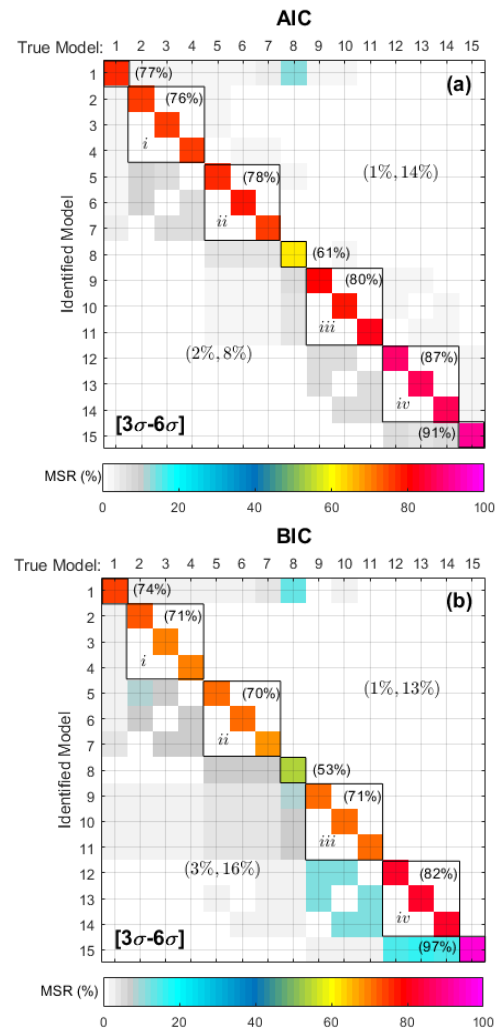 AIC
True Model: 1 2 3 4 5 6 7 8 9 10 11 12 13 14 15
(a)
Identified Model
1 (77%)
2 (76%)
3
4 i
(1%, 14%)
5 (78%)
6
7 ii
8 (61%)
9 (80%)
10
11 iii
12 (87%)
(2%, 8%)
13
14 iv
15 (91%)
[3σ-6σ]
MSR (%)
0 20 40 60 80 100
BIC
True Model: 1 2 3 4 5 6 7 8 9 10 11 12 13 14 15
(b)
Identified Model
1 (74%)
2 (71%)
3
4 i
(1%, 13%)
5 (70%)
6
7 ii
8 (53%)
9 (71%)
10
11 iii
12 (82%)
(3%, 16%)
13
14 iv
15 (97%)
[3σ-6σ]
MSR (%)
0 20 40 60 80 100